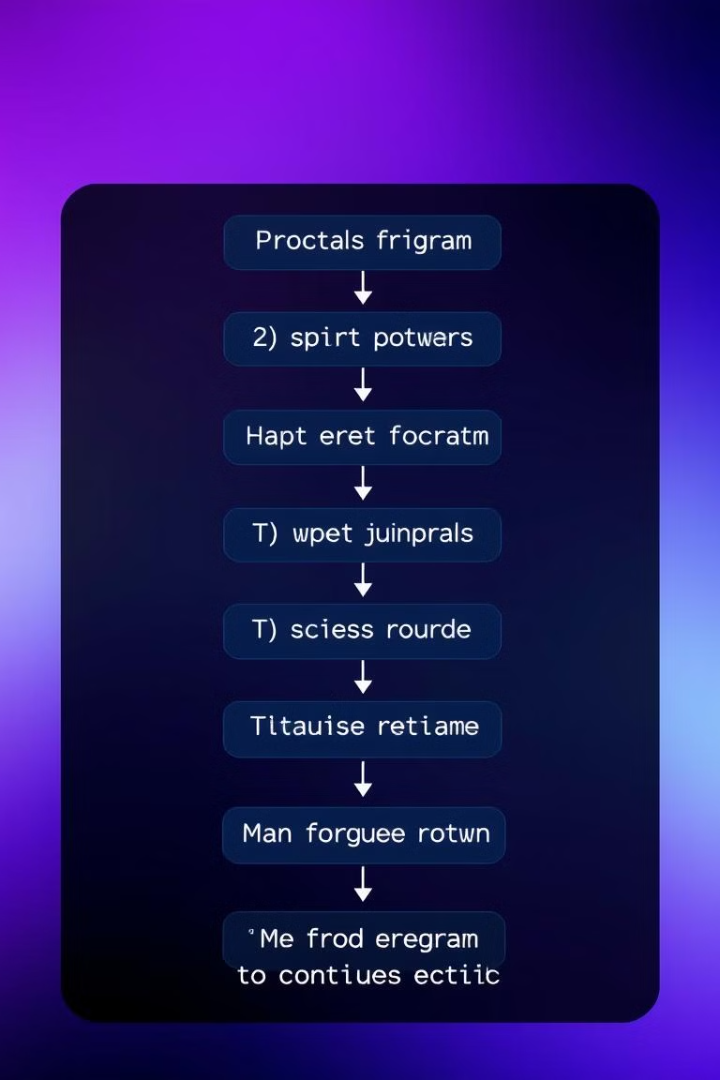 Proctals frigram
2) spirt potwers
Hapt eret focratm
T) wpet juinprals
T) sciess rourde
Tltauise retiame
Man forguee rotwn
Me frod eregram
to contiues ectiic